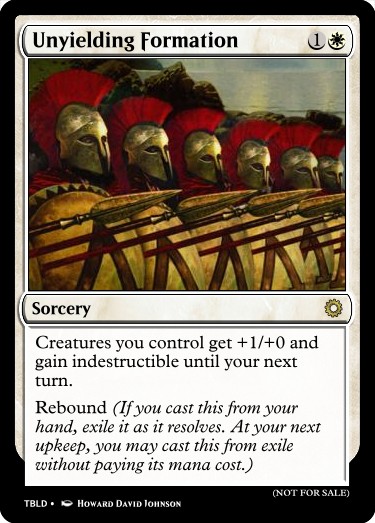 Unyielding Formation 1
Sorcery
Creatures you control get +1/+0 and
gain indestructible until your next
turn.
Rebound (If you cast this from your
hand, exile it as it resolves. At your next
upkeep, you may cast this from exile
without paying its mana cost.)
(NOT FOR SALE)
TBLD • Howard David Johnson